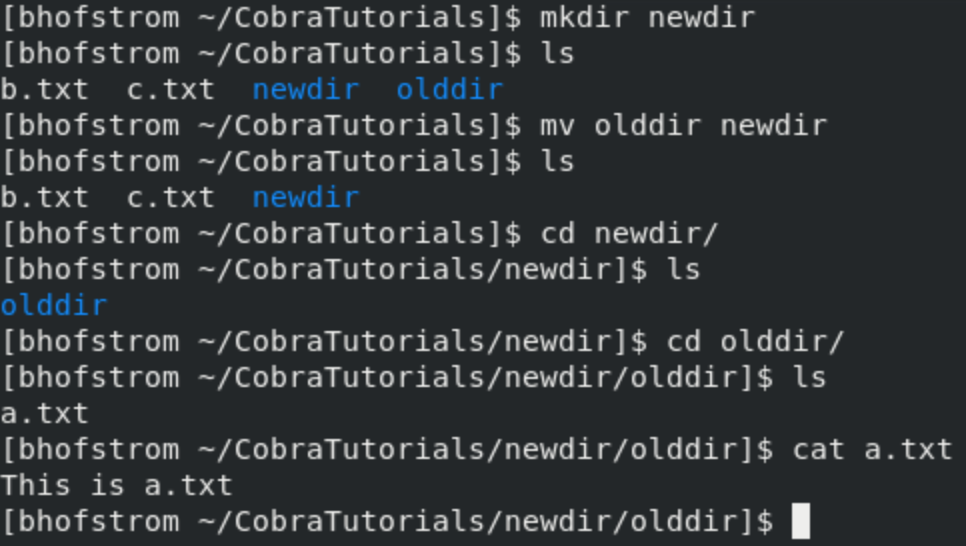 [bhofstrom ~/CobraTutorials]$ mkdir newdir
[bhofstrom ~/CobraTutorials]$ ls
b.txt  c.txt  newdir  olddir
[bhofstrom ~/CobraTutorials]$ mv olddir newdir
[bhofstrom ~/CobraTutorials]$ ls
b.txt  c.txt  newdir
[bhofstrom ~/CobraTutorials]$ cd newdir/
[bhofstrom ~/CobraTutorials/newdir]$ ls
olddir
[bhofstrom ~/CobraTutorials/newdir]$ cd olddir/
[bhofstrom ~/CobraTutorials/newdir/olddir]$ ls
a.txt
[bhofstrom ~/CobraTutorials/newdir/olddir]$ cat a.txt
This is a.txt
[bhofstrom ~/CobraTutorials/newdir/olddir]$